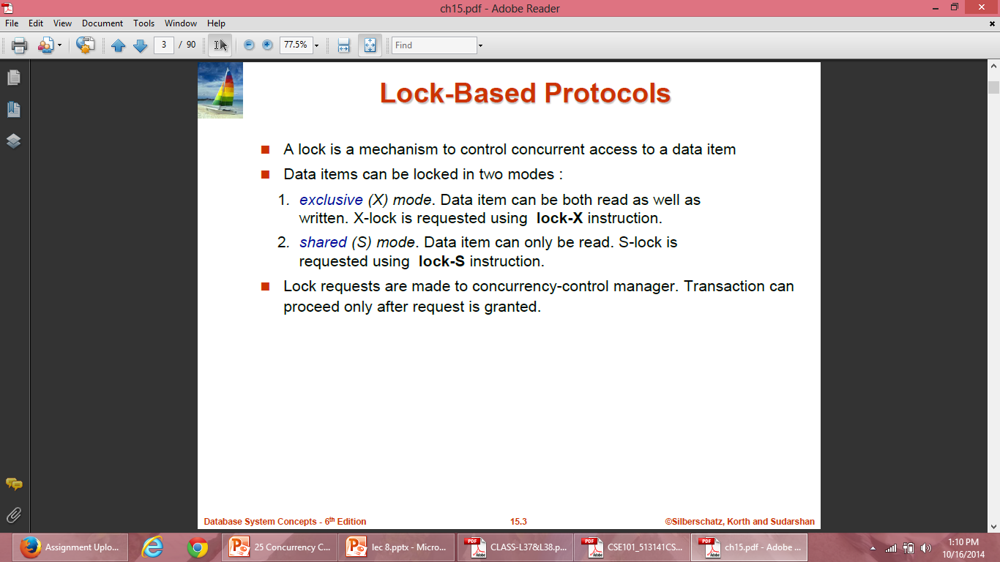 ch15.pdf - Adobe Reader
File Edit View Document Tools Window Help
3 / 90 77.5% Find
Lock-Based Protocols
A lock is a mechanism to control concurrent access to a data item
Data items can be locked in two modes :
1. exclusive (X) mode. Data item can be both read as well as
written. X-lock is requested using lock-X instruction.
2. shared (S) mode. Data item can only be read. S-lock is
requested using lock-S instruction.
Lock requests are made to concurrency-control manager. Transaction can
proceed only after request is granted.
Database System Concepts - 6th Edition 15.3 ©Silberschatz, Korth and Sudarshan
Assignment Uplo... 25 Concurrency C... lec 8.pptx - Micro... CLASS-L37&L38.p... CSE101_513141CS... ch15.pdf - Adobe ... 1:10 PM
10/16/2014